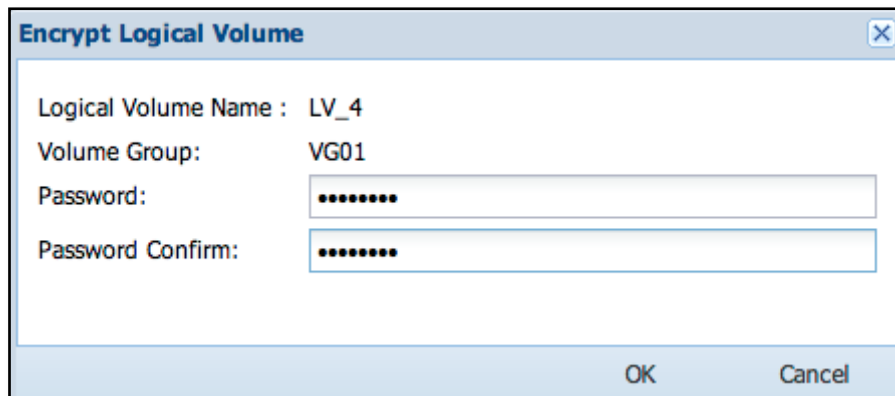 Encrypt Logical Volume
Logical Volume Name : LV_4
Volume Group: VG01
Password: ••••••••
Password Confirm: ••••••••
OK Cancel